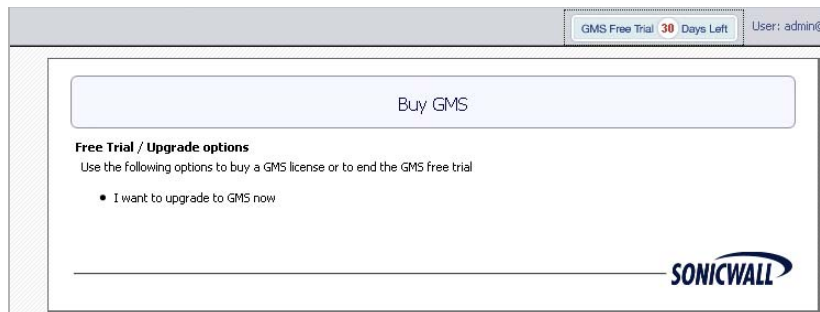 GMS Free Trial 30 Days Left User: admin@
Buy GMS
Free Trial / Upgrade options
Use the following options to buy a GMS license or to end the GMS free trial
• I want to upgrade to GMS now
SONICWALL